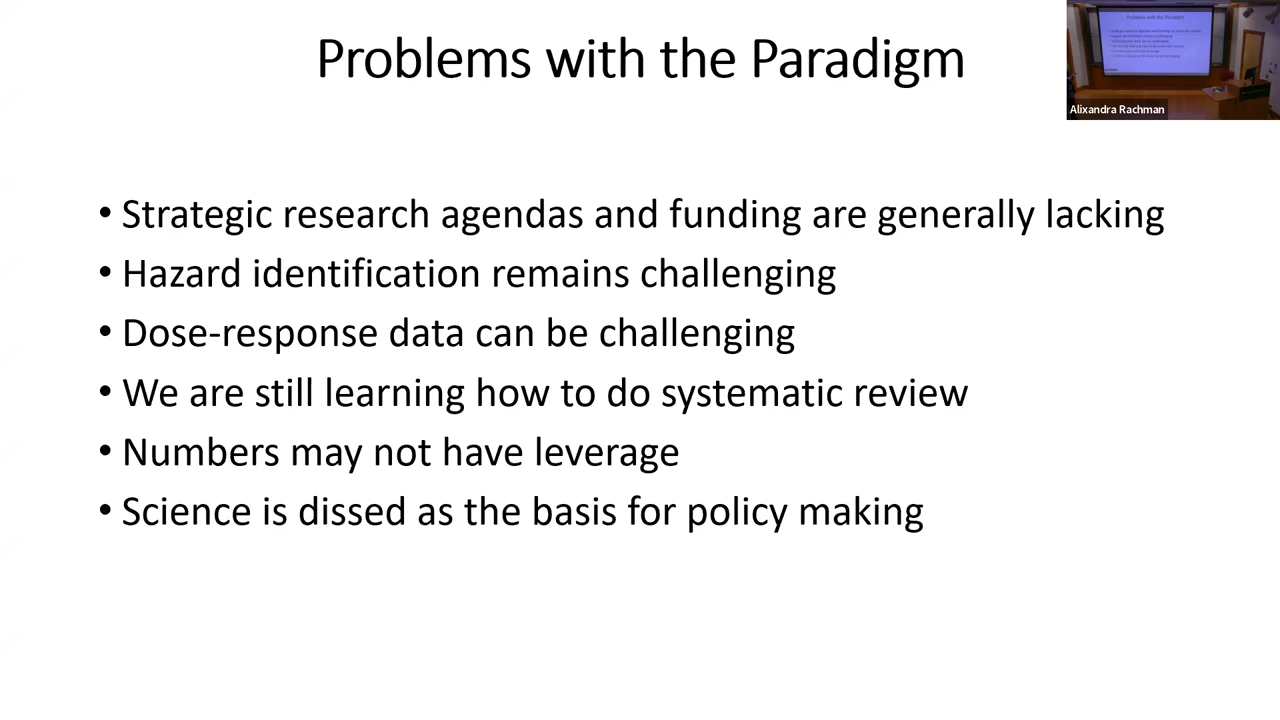 Problems with the Paradigm
Alixandra Rachman
• Strategic research agendas and funding are generally lacking
• Hazard identification remains challenging
• Dose-response data can be challenging
• We are still learning how to do systematic review
• Numbers may not have leverage
• Science is dissed as the basis for policy making